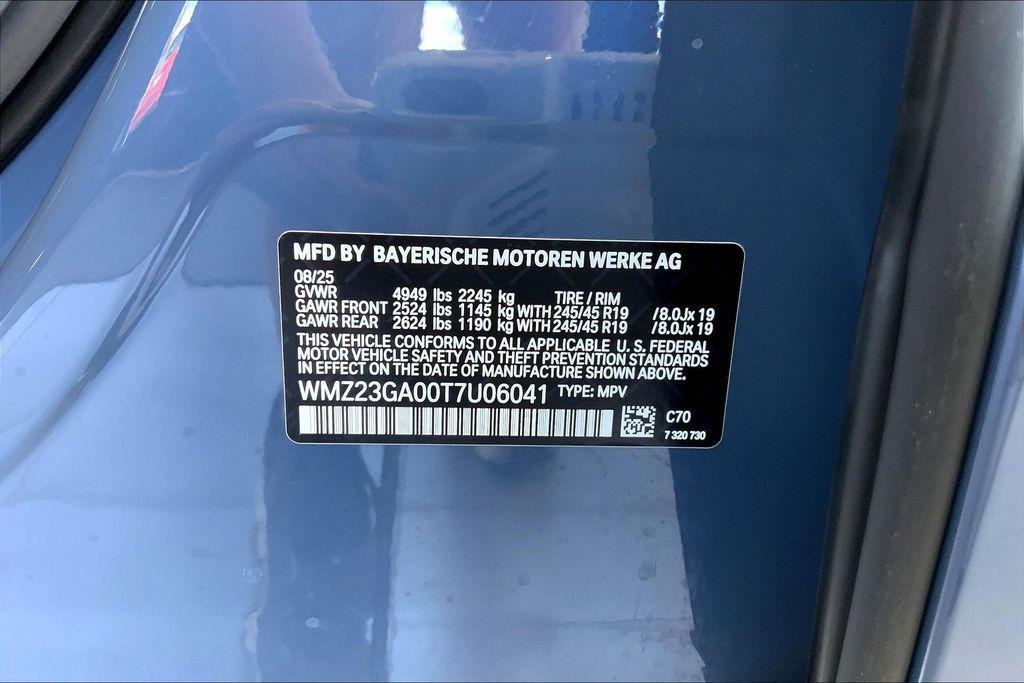 MFD BY BAYERISCHE MOTOREN WERKE AG
08/25
GVWR 4949 lbs 2245 kg TIRE / RIM
GAWR FRONT 2524 lbs 1145 kg WITH 245/45 R19 /8.0Jx 19
GAWR REAR 2624 lbs 1190 kg WITH 245/45 R19 /8.0Jx 19
THIS VEHICLE CONFORMS TO ALL APPLICABLE U. S. FEDERAL
MOTOR VEHICLE SAFETY AND THEFT PREVENTION STANDARDS
IN EFFECT ON THE DATE OF MANUFACTURE SHOWN ABOVE.
WMZ23GA00T7U06041 TYPE: MPV
C70
7 320 730